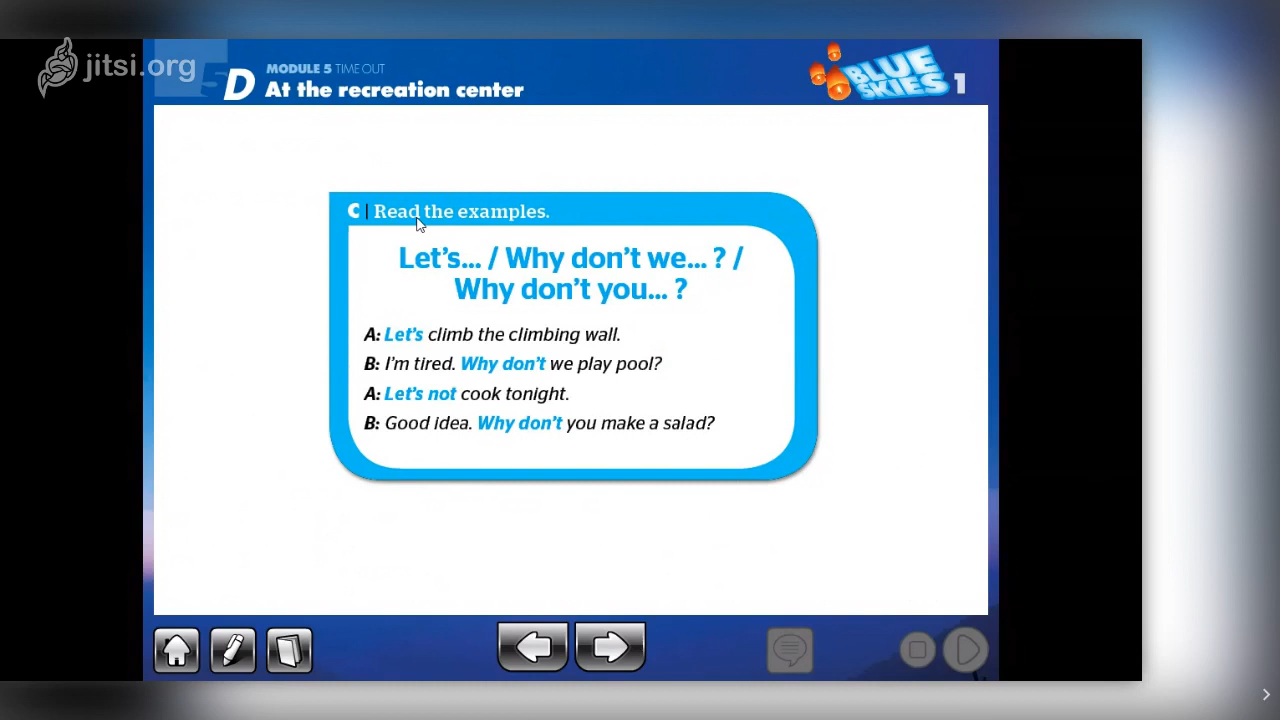 jitsi.org
5 D
MODULE 5 TIME OUT
At the recreation center
BLUE SKIES 1
C | Read the examples.
Let's... / Why don't we... ? /
Why don't you... ?
A: Let's climb the climbing wall.
B: I'm tired. Why don't we play pool?
A: Let's not cook tonight.
B: Good idea. Why don't you make a salad?